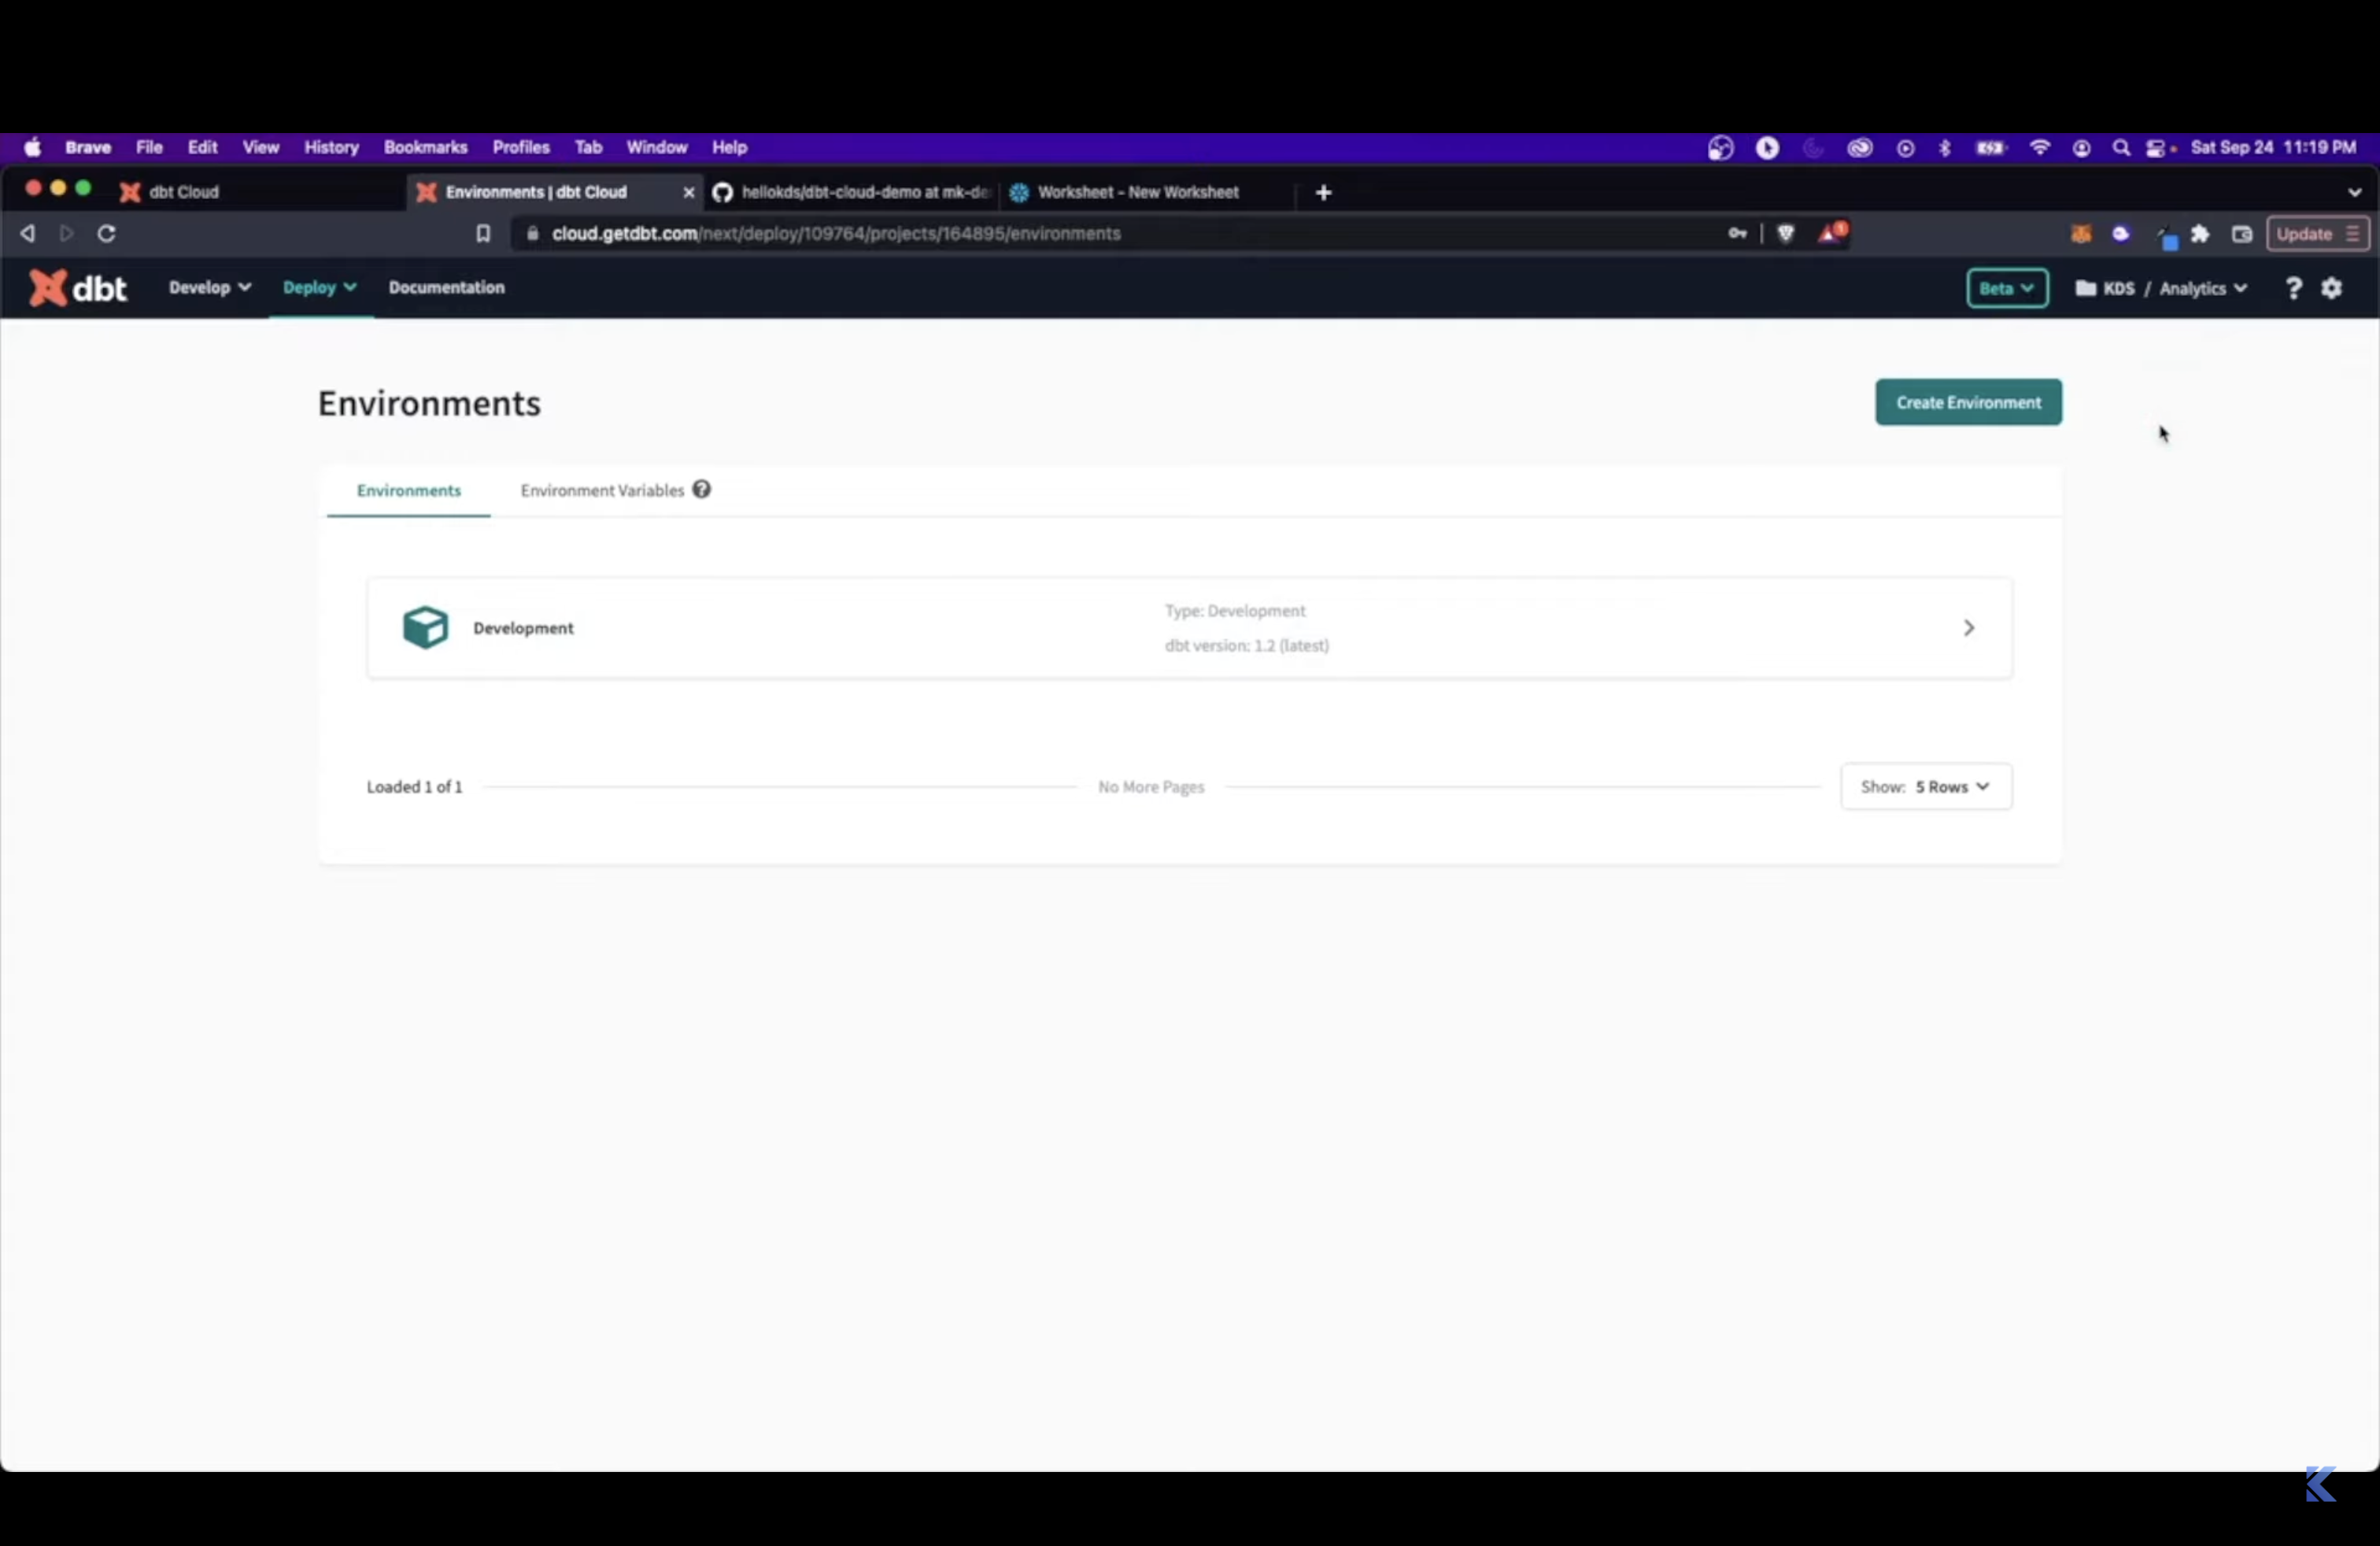 Brave File Edit View History Bookmarks Profiles Tab Window Help Sat Sep 24 11:19 PM
dbt Cloud Environments | dbt Cloud hellokds/dbt-cloud-demo at mk-de Worksheet - New Worksheet
cloud.getdbt.com/next/deploy/109764/projects/164895/environments 1 Update
dbt Develop Deploy Documentation Beta KDS / Analytics ?
Environments Create Environment
Environments Environment Variables ?
Type: Development
Development
dbt version: 1.2 (latest)
Loaded 1 of 1 No More Pages Show: 5 Rows